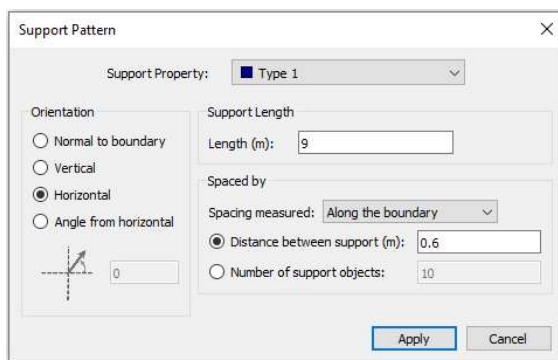 Support Pattern
Support Property: Type 1
Orientation
Normal to boundary
Vertical
Horizontal
Angle from horizontal
0
Support Length
Length (m): 9
Spaced by
Spacing measured: Along the boundary
Distance between support (m): 0.6
Number of support objects: 10
Apply Cancel